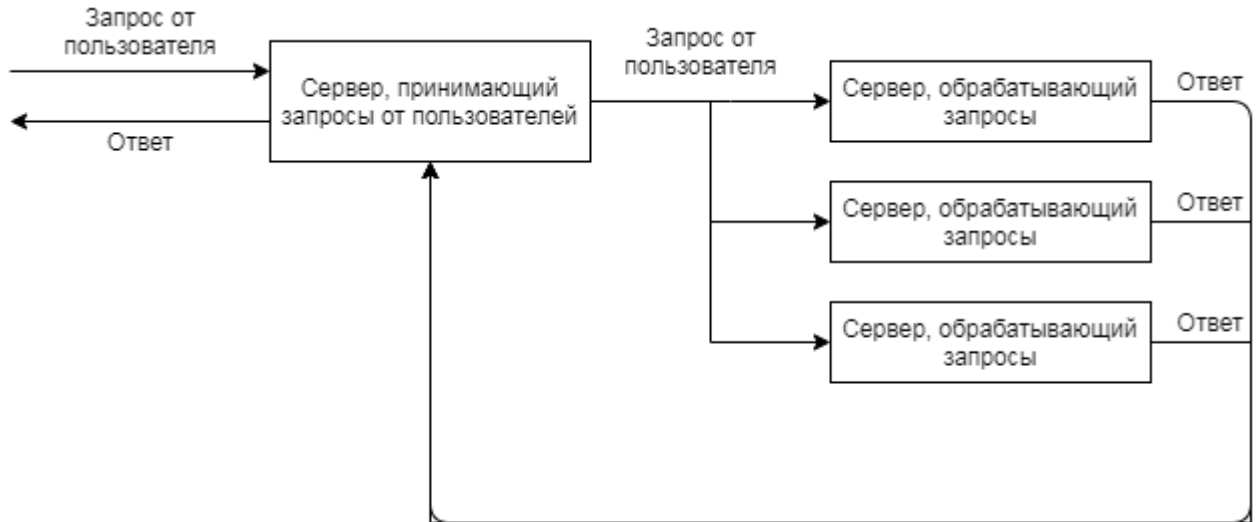 Запрос от
пользователя
Ответ
Сервер, принимающий
запросы от пользователей
Запрос от
пользователя
Сервер, обрабатывающий
запросы
Ответ
Сервер, обрабатывающий
запросы
Ответ
Сервер, обрабатывающий
запросы
Ответ